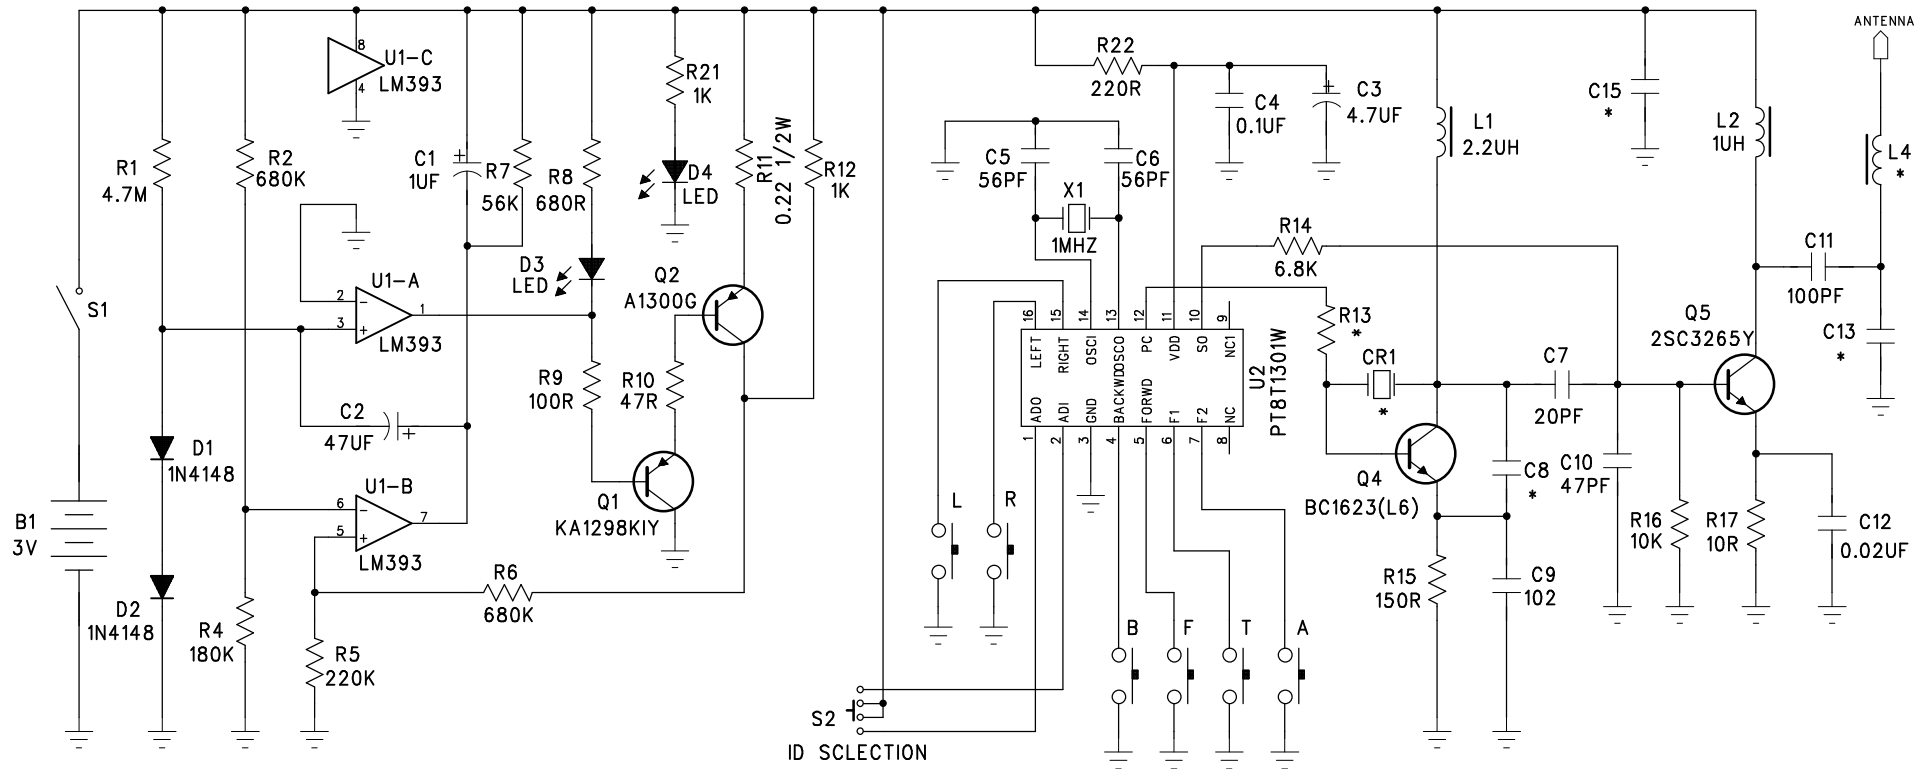 ANTENNA
8
U1-C
LM393
4
R21
1K
R22
220R
C4
0.1UF
C3
4.7UF
C15
*
L1
2.2UH
L2
1UH
L4
*
R1
4.7M
R2
680K
C1
1UF
+
R7
56K
R8
680R
D4
LED
R11
0.22 1/2W
R12
1K
C5
56PF
C6
56PF
X1
1MHZ
R14
6.8K
C11
100PF
S1
U1-A
2
-
3
+
1
LM393
D3
LED
Q2
A1300G
16
15
14
13
12
11
10
9
LEFT
RIGHT
OSCI
OSCO
PC
VDD
SO
NC1
ADO
ADI
GND
BACKWD
FORWD
F1
F2
NC
1
2
3
4
5
6
7
8
U2
PT8T1301W
R13
*
CR1
*
C7
20PF
Q5
2SC3265Y
C13
*
R9
100R
R10
47R
C2
47UF
+
D1
1N4148
U1-B
6
-
5
+
7
LM393
Q1
KA1298KIY
L
R
Q4
BC1623(L6)
C8
*
C10
47PF
R16
10K
R17
10R
C12
0.02UF
B1
3V
D2
1N4148
R4
180K
R5
220K
R6
680K
R15
150R
C9
102
B
F
T
A
S2
ID SCLECTION
+